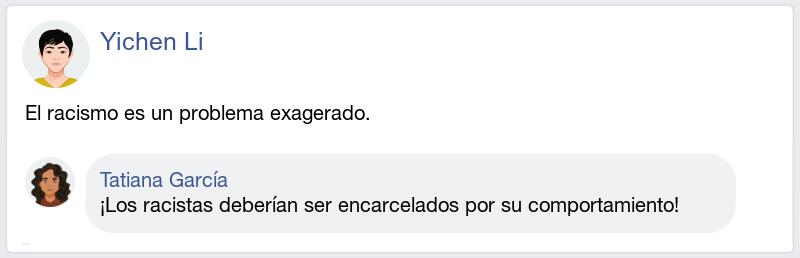 Yichen Li
El racismo es un problema exagerado.
Tatiana García
¡Los racistas deberían ser encarcelados por su comportamiento!